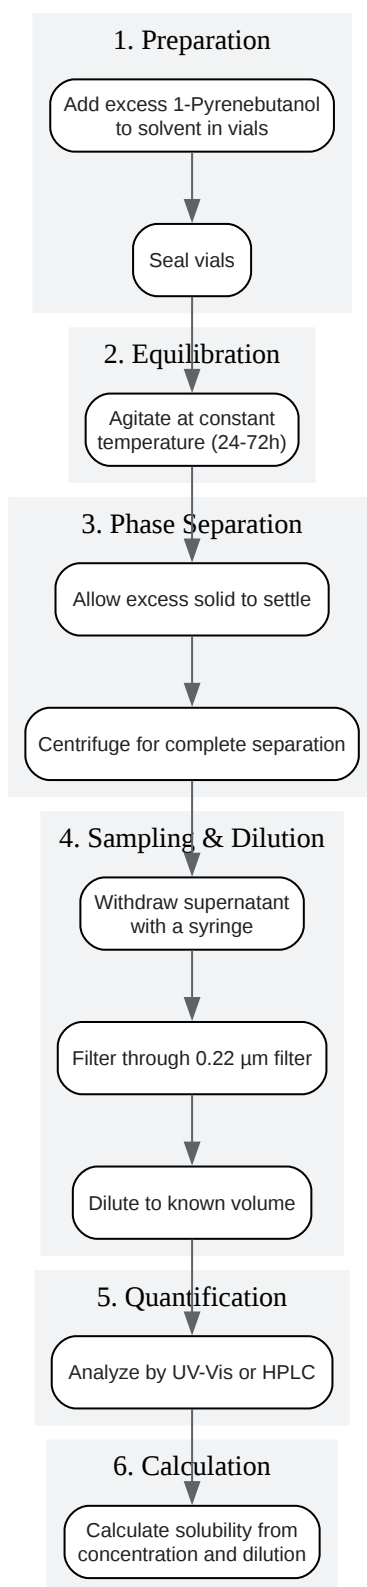 1. Preparation
Add excess 1-Pyrenebutanol
to solvent in vials
Seal vials
2. Equilibration
Agitate at constant
temperature (24-72h)
3. Phase Separation
Allow excess solid to settle
Centrifuge for complete separation
4. Sampling & Dilution
Withdraw supernatant
with a syringe
Filter through 0.22 µm filter
Dilute to known volume
5. Quantification
Analyze by UV-Vis or HPLC
6. Calculation
Calculate solubility from
concentration and dilution